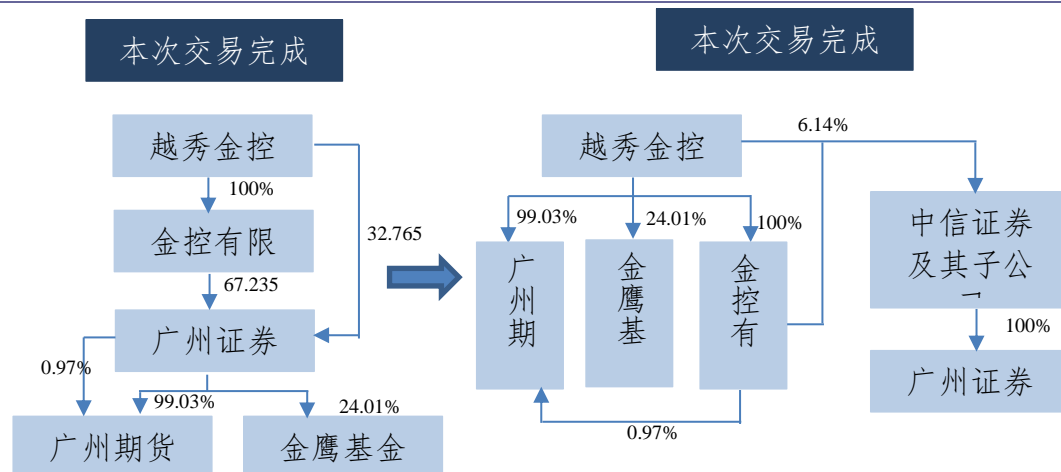 本次交易完成
越秀金控
100%
金控有限
32.765
67.235
广州证券
0.97%
99.03%
24.01%
广州期货
金鹰基金
本次交易完成
越秀金控
6.14%
99.03%
24.01%
100%
广州期
金鹰基
金控有
0.97%
中信证券
及其子公
100%
广州证券